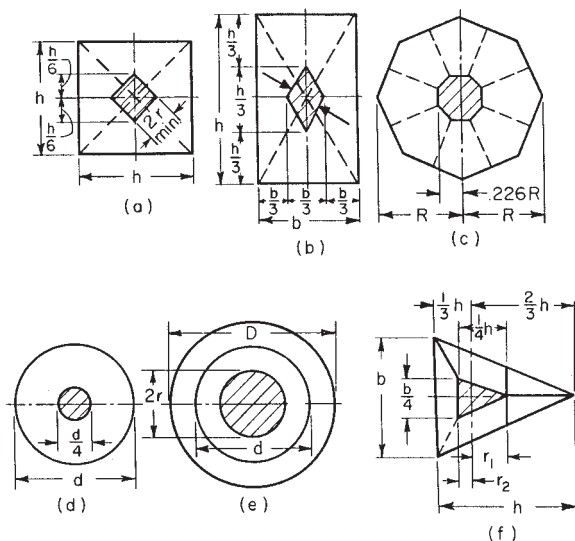 h/6
h
h/6
2 r min
h
(a)
h/3
h
h/3
h/3
b/3 b/3 b/3
b
(b)
.226R
R R
(c)
d/4
d
(d)
D
2r
d
(e)
1/3 h 2/3 h
1/4 h
b
b/4
r₁
r₂
h
(f)